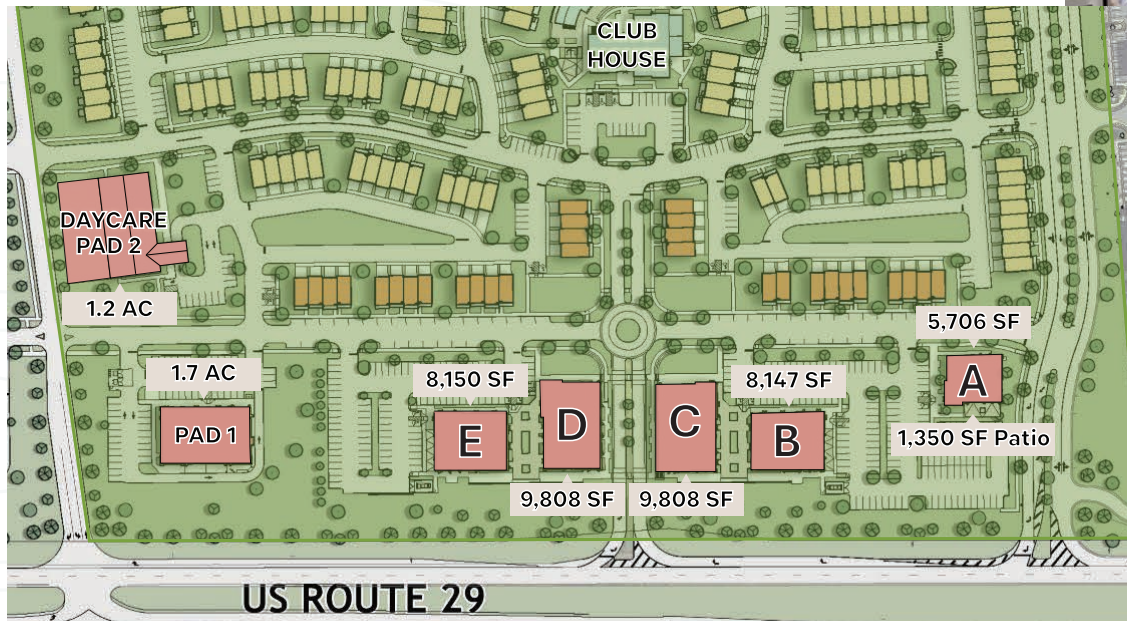 CLUB
HOUSE
DAYCARE
PAD 2
1.2 AC
5,706 SF
1.7 AC
8,150 SF
8,147 SF
A
PAD 1
E
D
C
B
1,350 SF Patio
9,808 SF
9,808 SF
US ROUTE 29